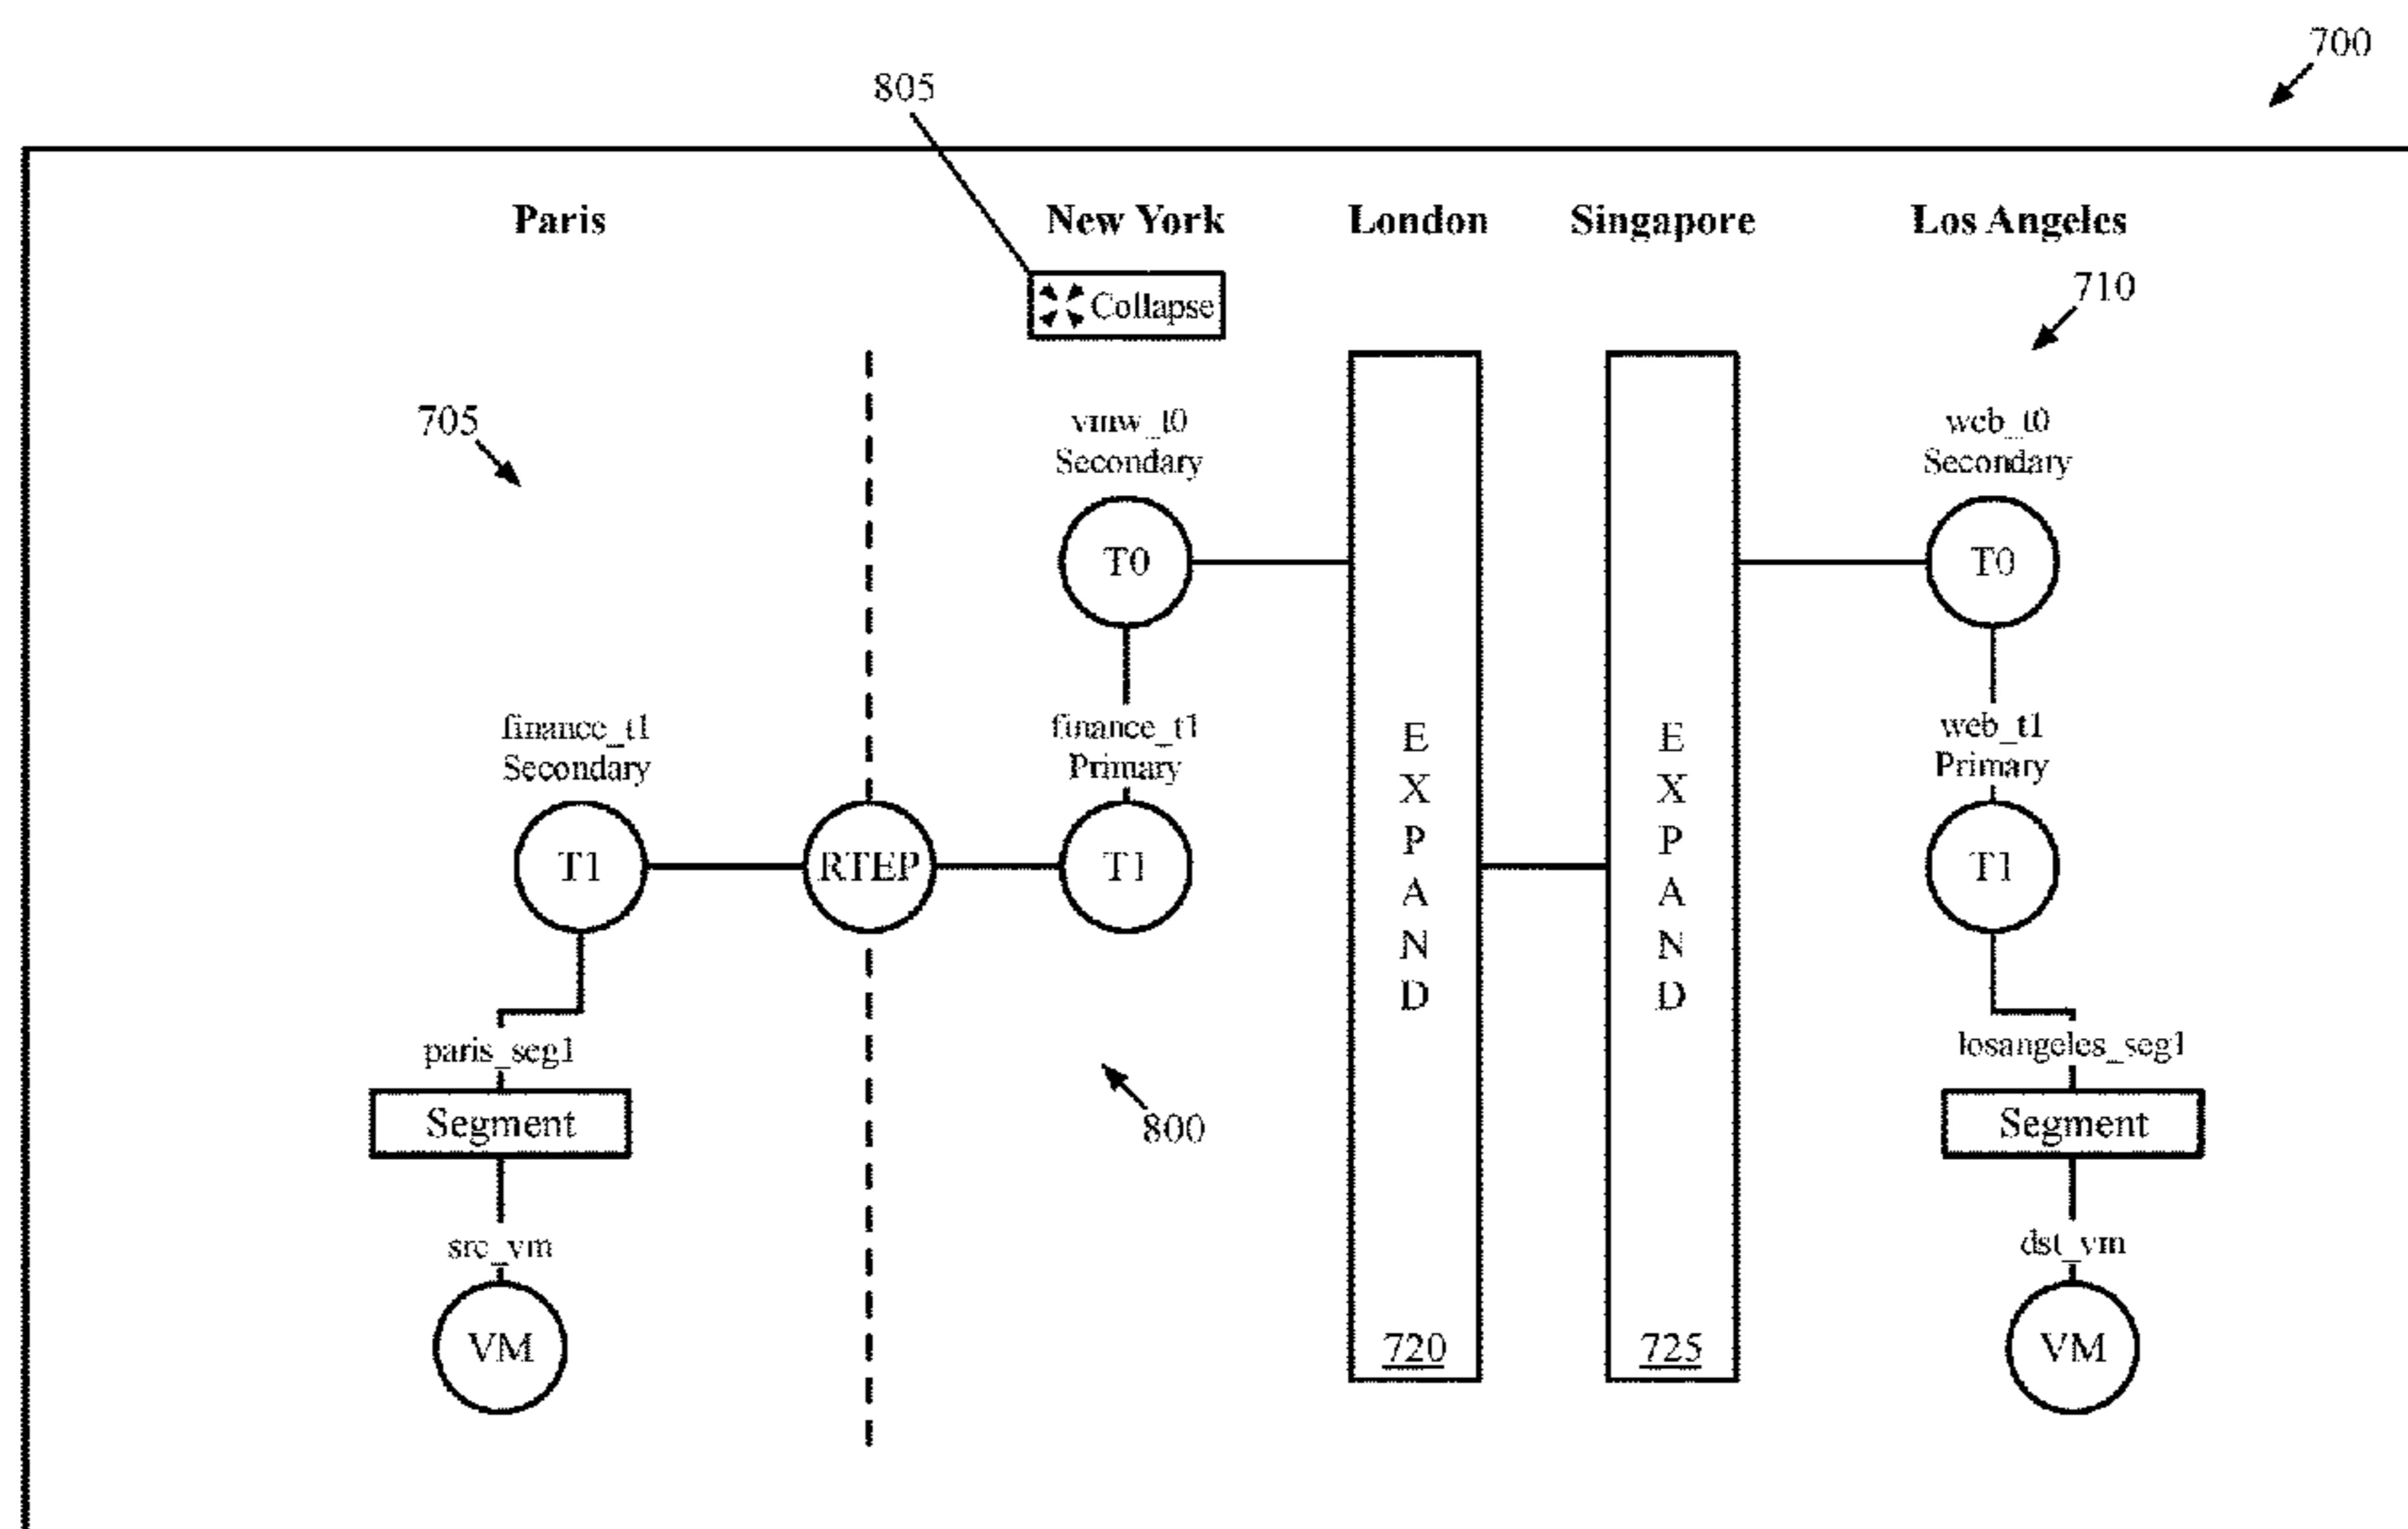 700
805
Paris
New York
London
Singapore
Los Angeles
Collapse
710
705
vmw_t0
Secondary
web_t0
Secondary
T0
T0
finance_t1
Secondary
finance_t1
Primary
web_t1
Primary
T1
RTEP
T1
T1
E
X
P
A
N
D
E
X
P
A
N
D
paris_seg1
Segment
800
losangeles_seg1
Segment
src_vm
dst_vm
VM
720
725
VM